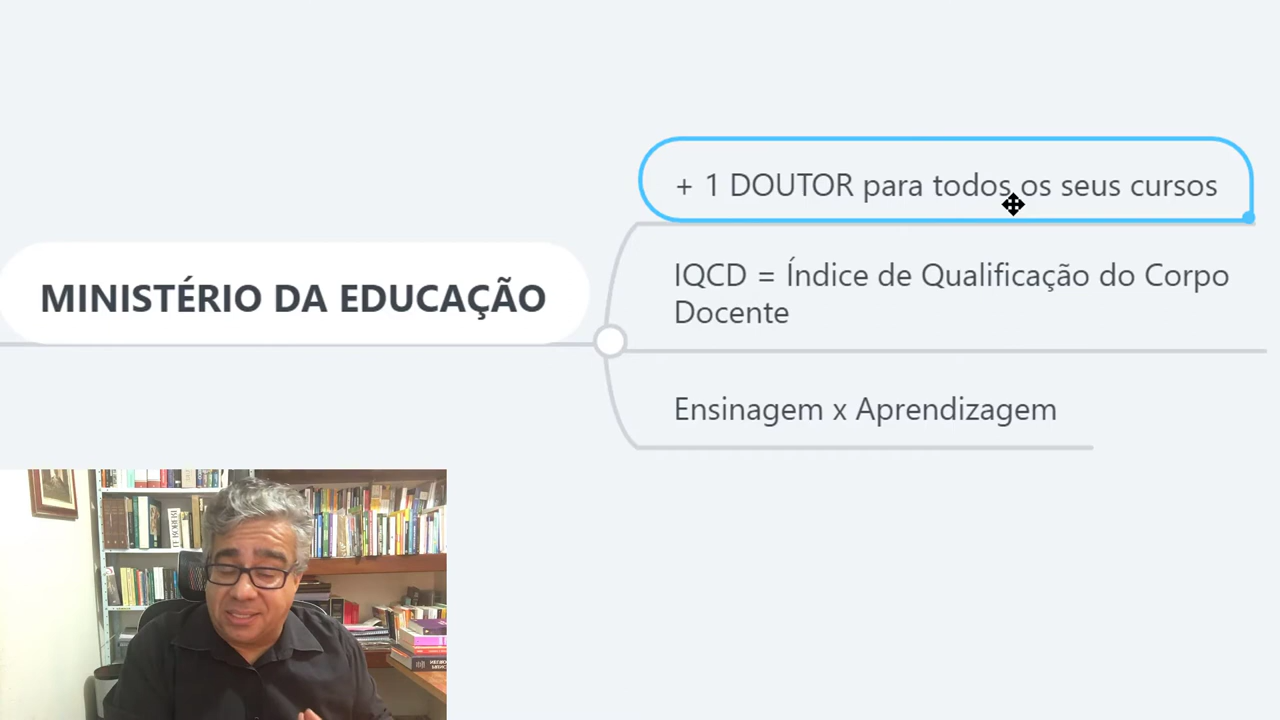 + 1 DOUTOR para todos os seus cursos
MINISTÉRIO DA EDUCAÇÃO
IQCD = Índice de Qualificação do Corpo
Docente
Ensinagem x Aprendizagem